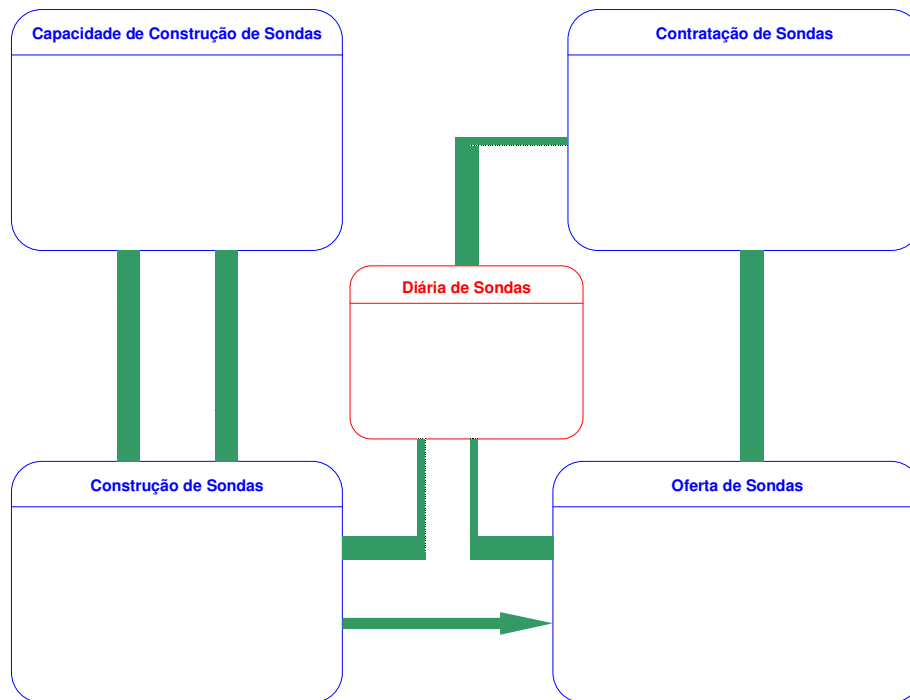 Capacidade de Construção de Sondas
Contratação de Sondas
Diária de Sondas
Construção de Sondas
Oferta de Sondas